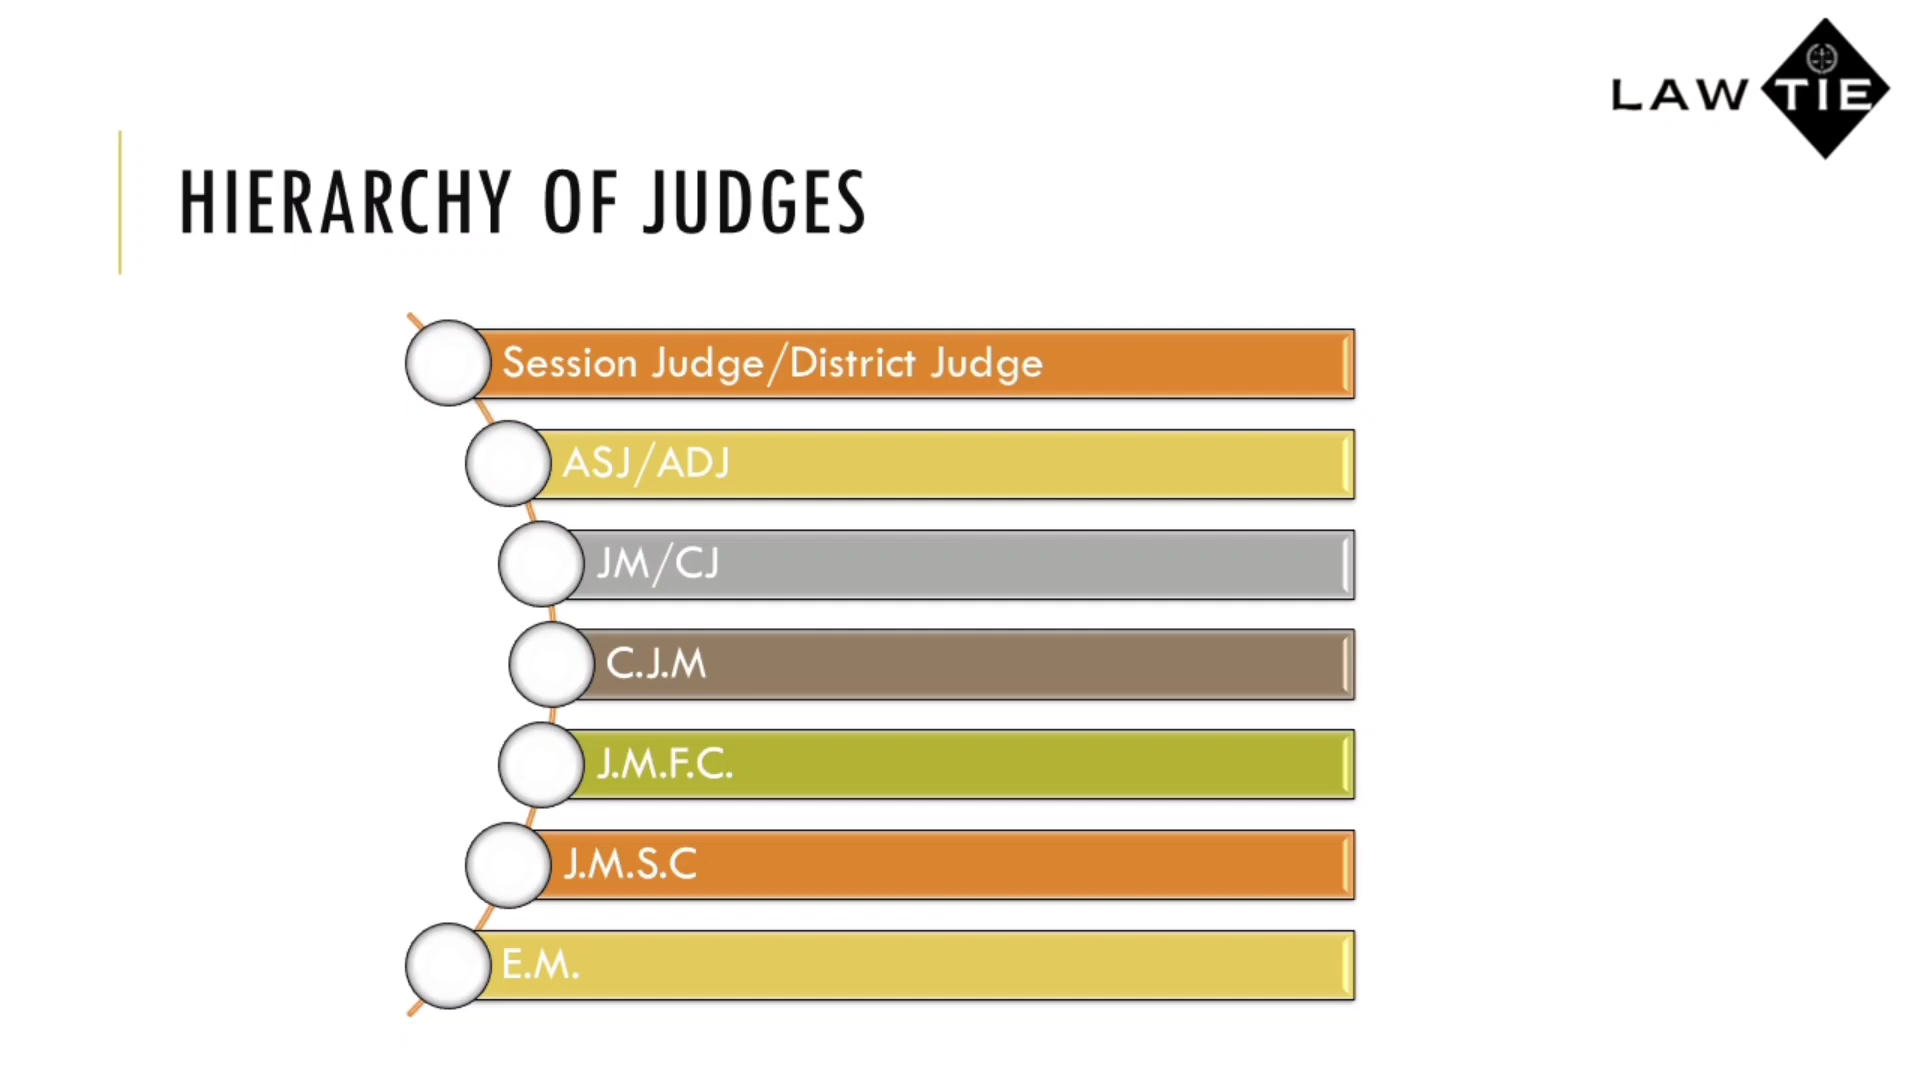 LAW TIE
HIERARCHY OF JUDGES
Session Judge/District Judge
ASJ/ADJ
JM/CJ
C.J.M
J.M.F.C.
J.M.S.C
E.M.